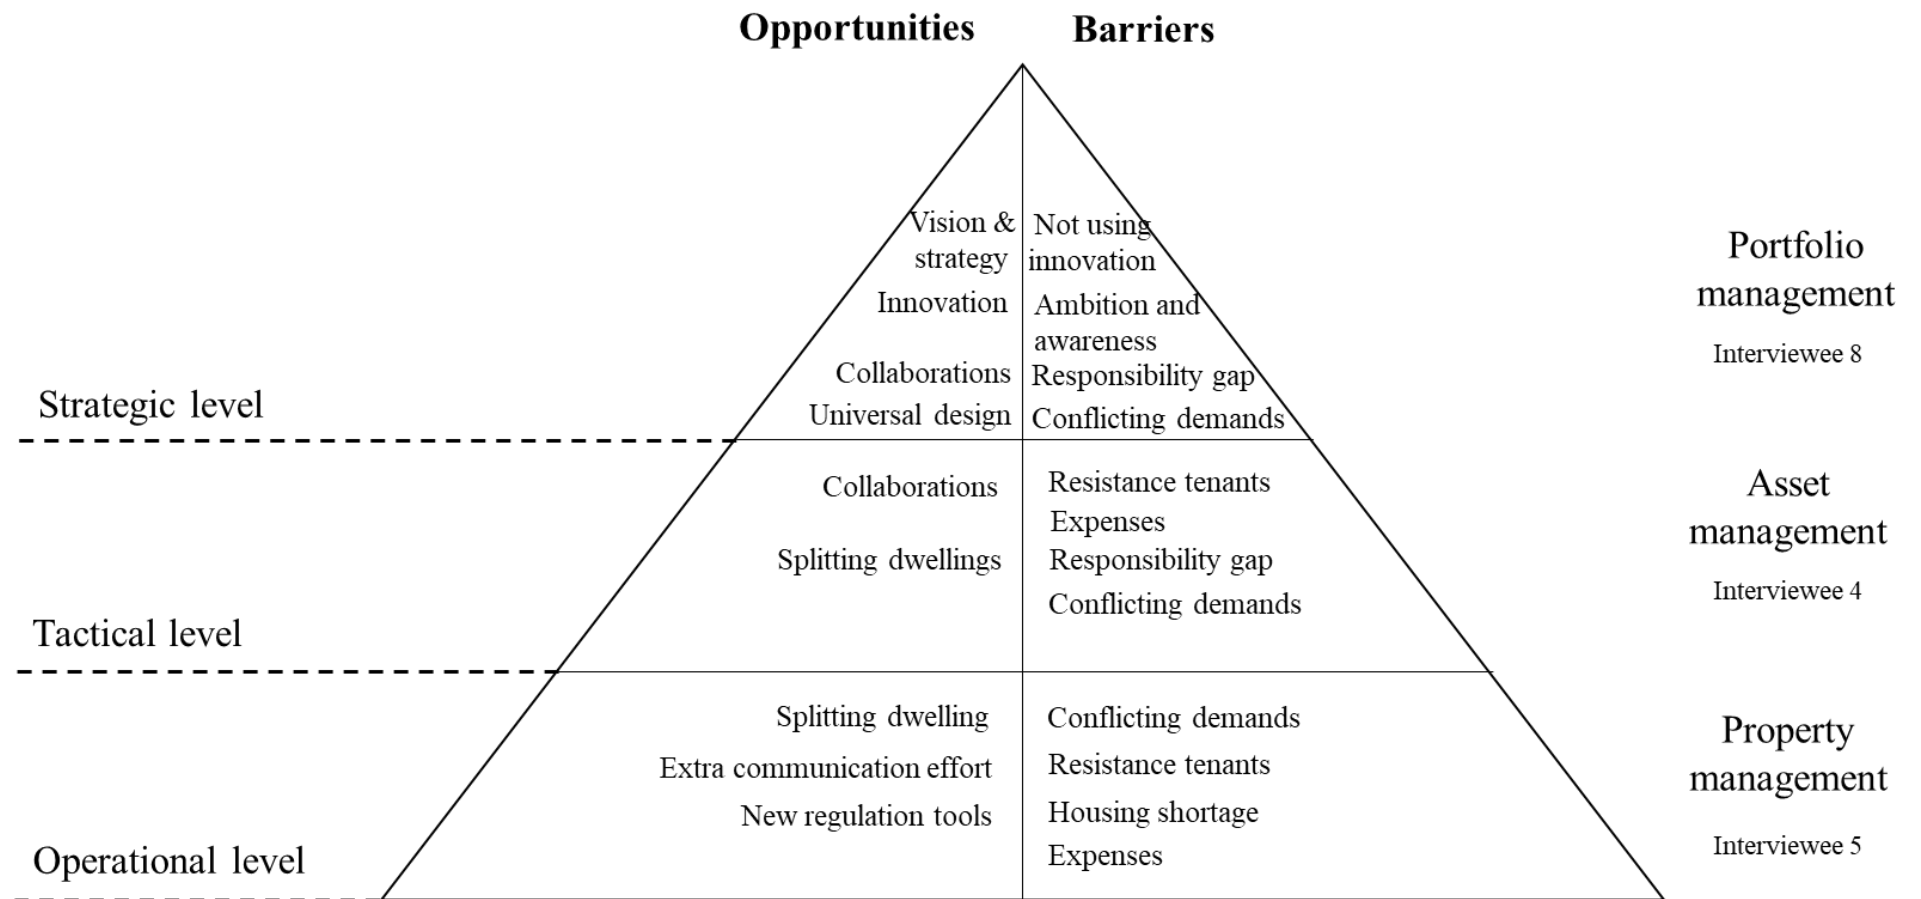 Opportunities
Barriers
Vision &
strategy
Innovation
Collaborations
Universal design
Not using
innovation
Ambition and
awareness
Responsibility gap
Conflicting demands
Strategic level
Portfolio
management
Interviewee 8
Collaborations
Splitting dwellings
Resistance tenants
Expenses
Responsibility gap
Conflicting demands
Tactical level
Asset
management
Interviewee 4
Splitting dwelling
Extra communication effort
New regulation tools
Conflicting demands
Resistance tenants
Housing shortage
Expenses
Operational level
Property
management
Interviewee 5